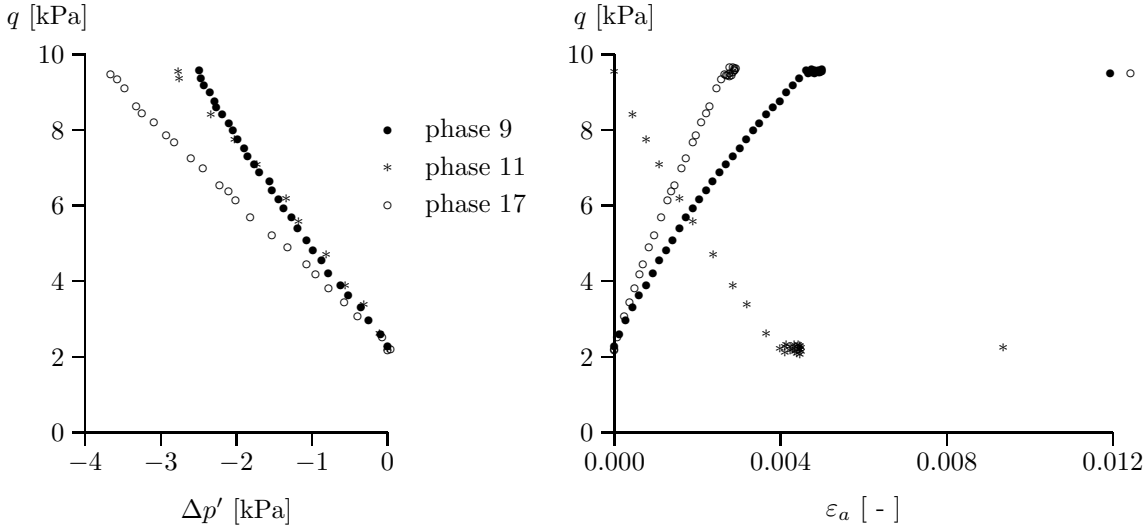 q [kPa]
10
8
6
4
2
0
−4 −3 −2 −1 0
Δp′ [kPa]
phase 9
phase 11
phase 17
q [kPa]
10
8
6
4
2
0
0.000 0.004 0.008 0.012
εa [ - ]